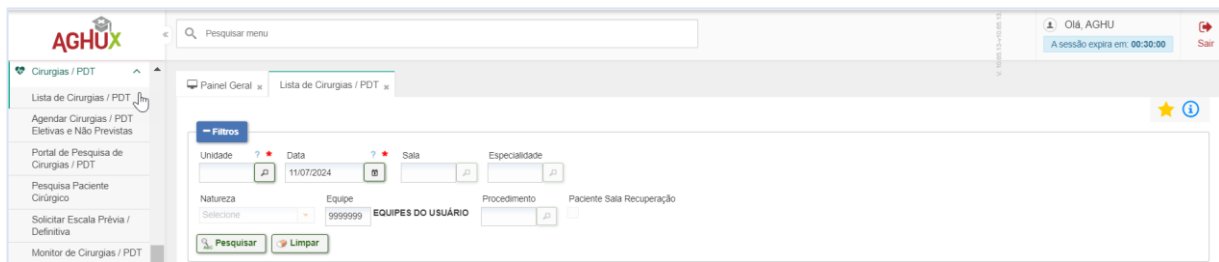 AGHUX
«
Pesquisar menu
Olá, AGHU
A sessão expira em: 00:30:00
Sair
Cirurgias / PDT
Lista de Cirurgias / PDT
Agendar Cirurgias / PDT
Eletivas e Não Previstas
Portal de Pesquisa de
Cirurgias / PDT
Pesquisa Paciente
Cirúrgico
Solicitar Escala Prévia /
Definitiva
Monitor de Cirurgias / PDT
Painel Geral x Lista de Cirurgias / PDT x
Filtros
Unidade ? * Data ? * Sala Especialidade
11/07/2024
Natureza Equipe Procedimento Paciente Sala Recuperação
Selecione 9999999 EQUIPES DO USUÁRIO
Pesquisar Limpar